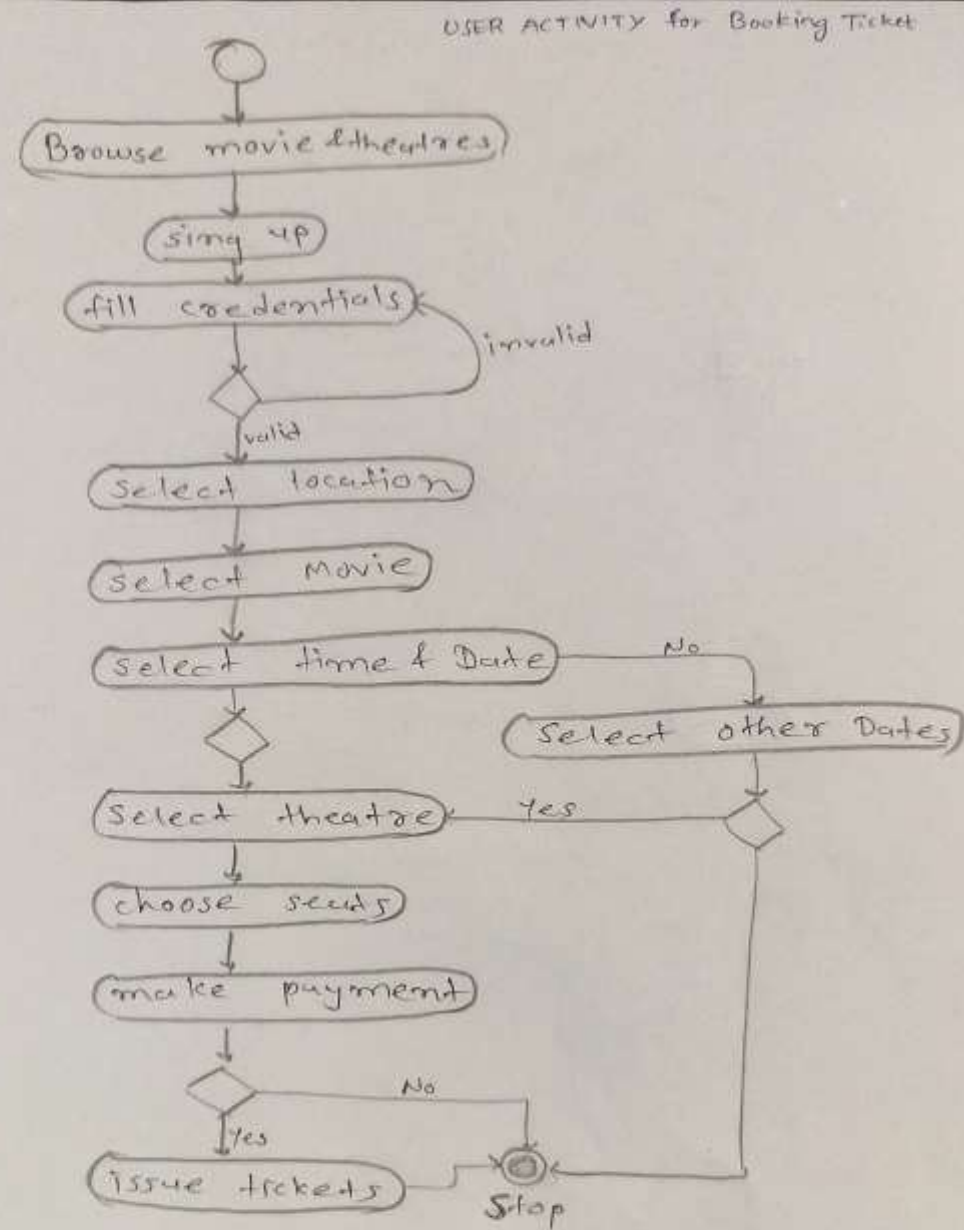 USER ACTIVITY for Booking Ticket
Browse movie & theatres
sing up
fill credentials
invalid
valid
select location
select Movie
select time & Date
No
Select other Dates
Select theatre
Yes
choose seats
make payment
No
Yes
issue tickets
Stop